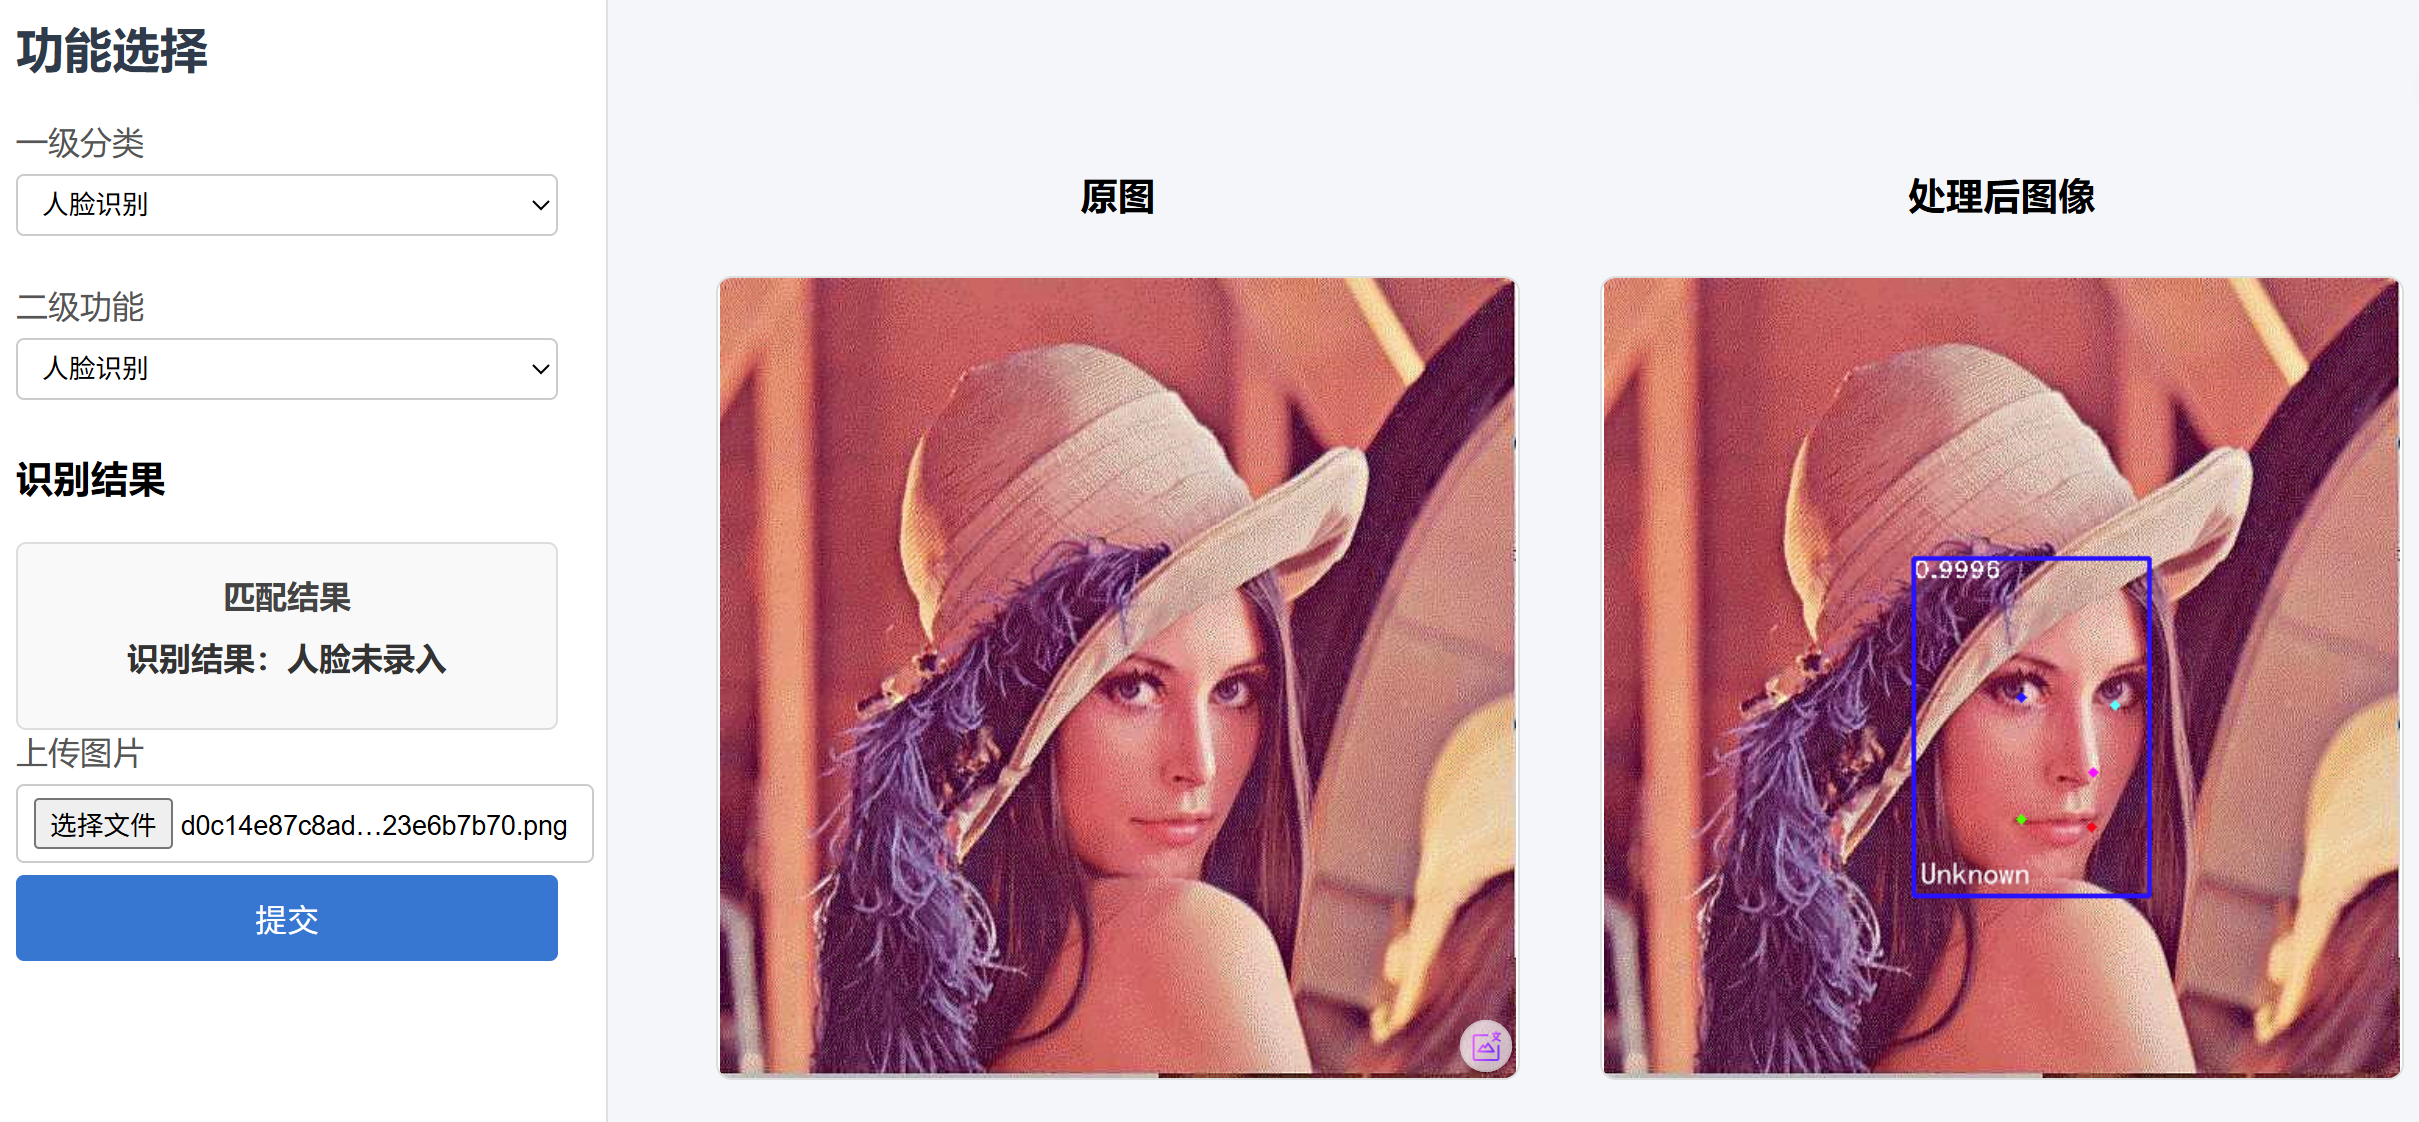 功能选择
一级分类
人脸识别
二级功能
人脸识别
识别结果
匹配结果
识别结果：人脸未录入
上传图片
选择文件 d0c14e87c8ad...23e6b7b70.png
提交
原图
处理后图像
0.9996
Unknown